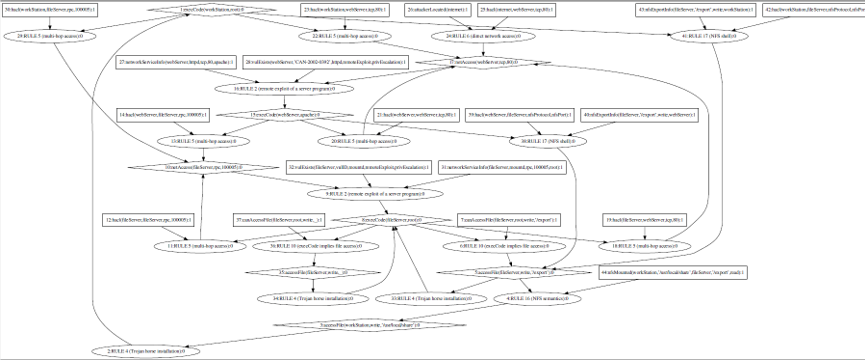 30:hacl(workStation,fileServer,rpc,100005):1
1:execCode(workStation,root):0
23:hacl(workStation,webServer,tcp,80):1
26:attackerLocated(internet):1
25:hacl(internet,webServer,tcp,80):1
43:nfsExportInfo(fileServer,'/export',write,workStation):1
29:RULE 5 (multi-hop access):0
22:RULE 5 (multi-hop access):0
24:RULE 6 (direct network access):0
41:RULE 17 (NFS shell):0
27:networkServiceInfo(webServer,httpd,tcp,80,apache):1
28:vulExists(webServer,'CAN-2002-0392',httpd,remoteExploit,privEscalation):1
17:netAccess(webServer,tcp,80):0
16:RULE 2 (remote exploit of a server program):0
14:hacl(webServer,fileServer,rpc,100005):1
15:execCode(webServer,apache):0
21:hacl(webServer,webServer,tcp,80):1
39:hacl(webServer,fileServer,nfsProtocol,nfsPort):1
40:nfsExportInfo(fileServer,'/export',write,webServer):1
13:RULE 5 (multi-hop access):0
20:RULE 5 (multi-hop access):0
38:RULE 17 (NFS shell):0
10:netAccess(fileServer,rpc,100005):0
32:vulExists(fileServer,vulID,mountd,remoteExploit,privEscalation):1
31:networkServiceInfo(fileServer,mountd,rpc,100005,root):1
9:RULE 2 (remote exploit of a server program):0
12:hacl(fileServer,fileServer,rpc,100005):1
37:canAccessFile(fileServer,root,write,_):1
8:execCode(fileServer,root):0
7:canAccessFile(fileServer,root,write,'/export'):1
19:hacl(fileServer,webServer,tcp,80):1
11:RULE 5 (multi-hop access):0
36:RULE 10 (execCode implies file access):0
6:RULE 10 (execCode implies file access):0
18:RULE 5 (multi-hop access):0
35:accessFile(fileServer,write,_):0
5:accessFile(fileServer,write,'/export'):0
44:nfsMounted(workStation,'/usr/local/share',fileServer,'/export',read):1
34:RULE 4 (Trojan horse installation):0
33:RULE 4 (Trojan horse installation):0
4:RULE 16 (NFS semantics):0
3:accessFile(workStation,write,'/usr/local/share'):0
2:RULE 4 (Trojan horse installation):0